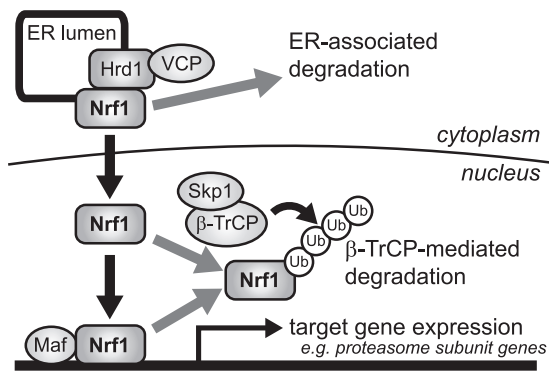 ER lumen
Hrd1
VCP
Nrf1
ER-associated
degradation
cytoplasm
nucleus
Skp1
β-TrCP
Nrf1
Ub
Ub
Ub
Ub
Nrf1
β-TrCP-mediated
degradation
Maf
Nrf1
target gene expression
e.g. proteasome subunit genes